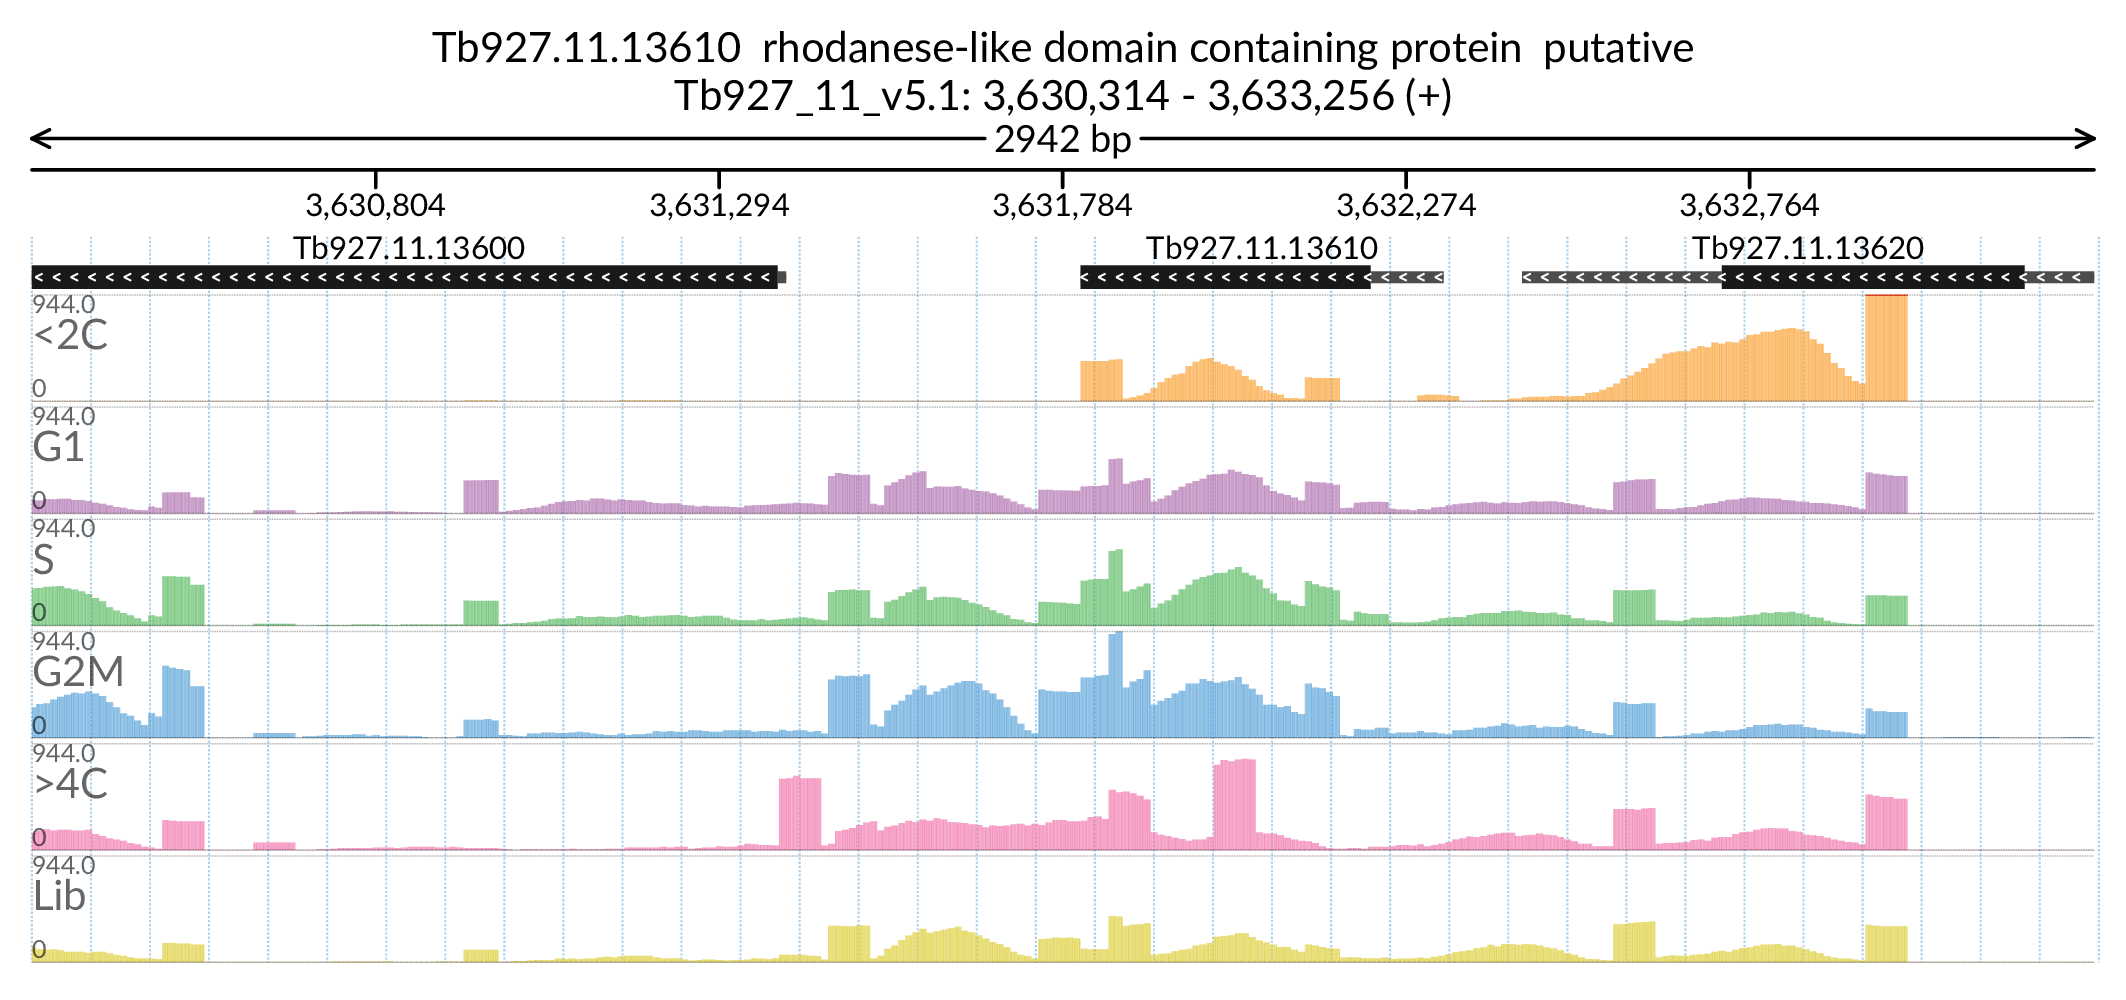 Tb927.11.13610  rhodanese-like domain containing protein  putative
Tb927_11_v5.1: 3,630,314 - 3,633,256 (+)
2942 bp
3,630,804 3,631,294 3,631,784 3,632,274 3,632,764
Tb927.11.13600 Tb927.11.13610 Tb927.11.13620
944.0
<2C
0
944.0
G1
0
944.0
S
0
944.0
G2M
0
944.0
>4C
0
944.0
Lib
0